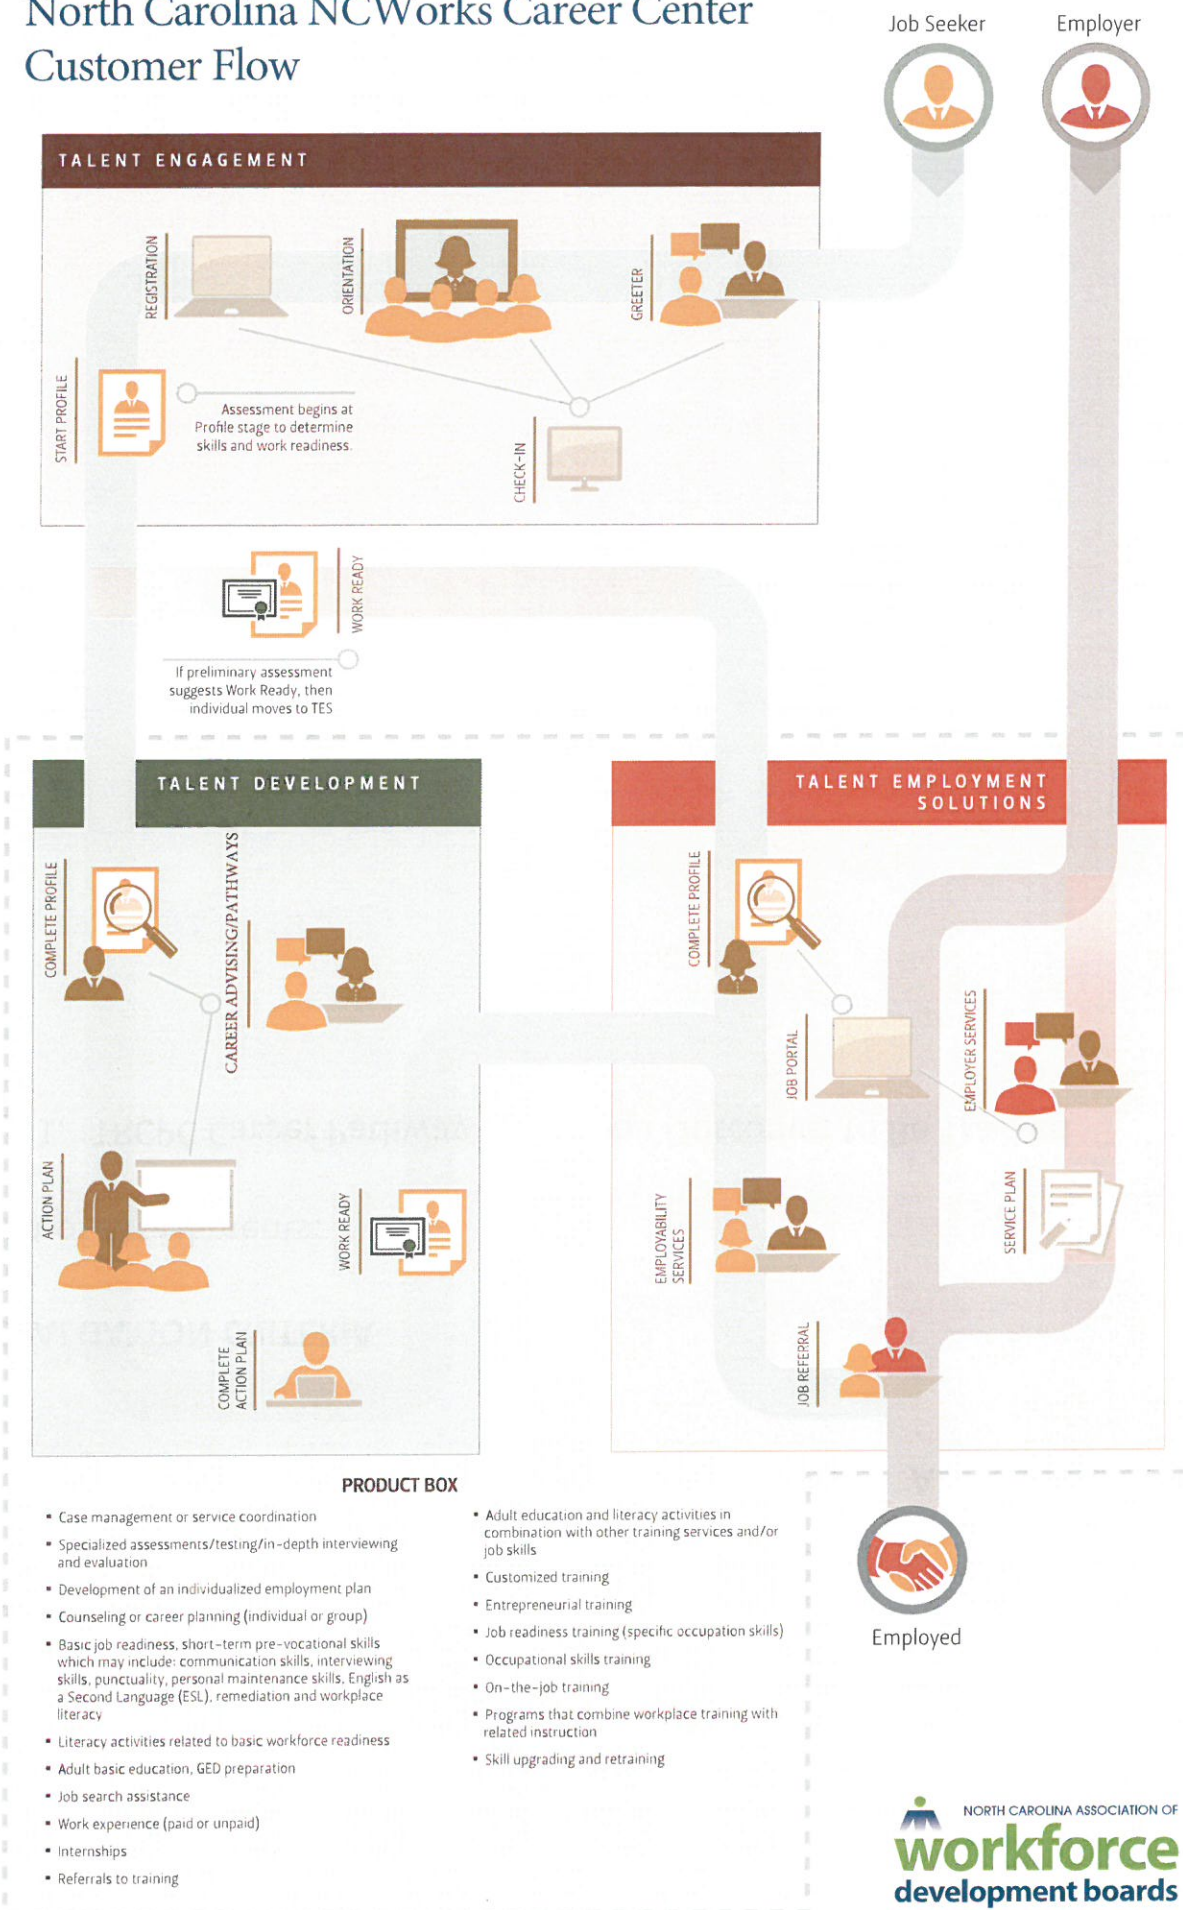 North Carolina NCWorks Career Center
Customer Flow
Job Seeker
Employer
TALENT ENGAGEMENT
REGISTRATION
ORIENTATION
GREETER
START PROFILE
Assessment begins at
Profile stage to determine
skills and work readiness.
CHECK-IN
WORK READY
If preliminary assessment
suggests Work Ready, then
individual moves to TES
TALENT DEVELOPMENT
COMPLETE PROFILE
CAREER ADVISING/PATHWAYS
ACTION PLAN
WORK READY
COMPLETE
ACTION PLAN
TALENT EMPLOYMENT
SOLUTIONS
COMPLETE PROFILE
JOB PORTAL
EMPLOYER SERVICES
EMPLOYABILITY
SERVICES
SERVICE PLAN
JOB REFERRAL
Employed
PRODUCT BOX
▪ Case management or service coordination
▪ Specialized assessments/testing/in-depth interviewing
and evaluation
▪ Development of an individualized employment plan
▪ Counseling or career planning (individual or group)
▪ Basic job readiness, short-term pre-vocational skills
which may include: communication skills, interviewing
skills, punctuality, personal maintenance skills, English as
a Second Language (ESL), remediation and workplace
literacy
▪ Literacy activities related to basic workforce readiness
▪ Adult basic education, GED preparation
▪ Job search assistance
▪ Work experience (paid or unpaid)
▪ Internships
▪ Referrals to training
▪ Adult education and literacy activities in
combination with other training services and/or
job skills
▪ Customized training
▪ Entrepreneurial training
▪ Job readiness training (specific occupation skills)
▪ Occupational skills training
▪ On-the-job training
▪ Programs that combine workplace training with
related instruction
▪ Skill upgrading and retraining
NORTH CAROLINA ASSOCIATION OF
workforce
development boards